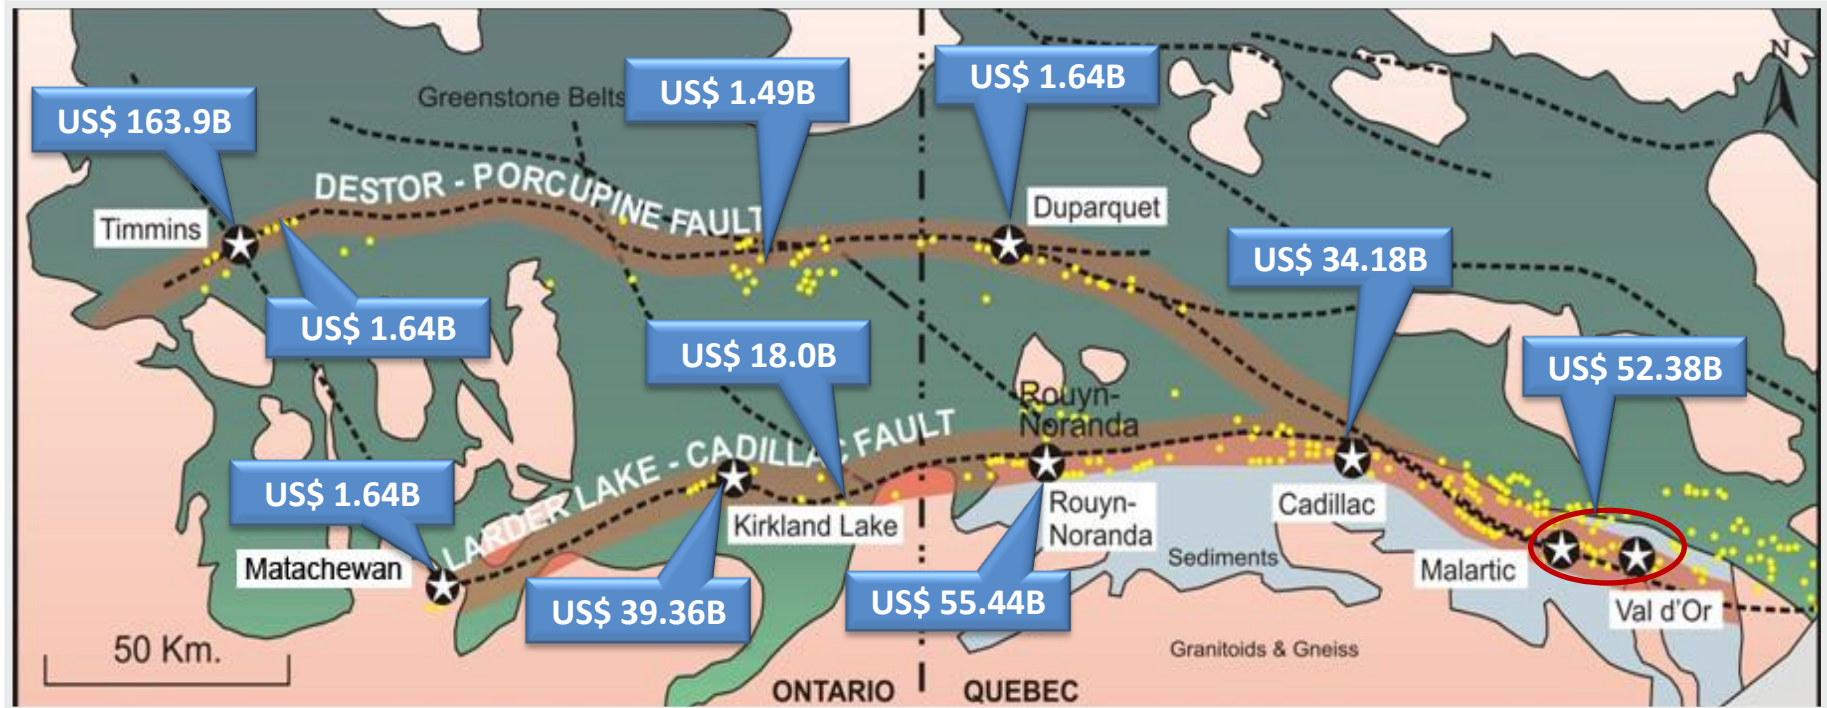 N
US$ 1.64B
US$ 1.49B
Greenstone Belts
US$ 163.9B
DESTOR - PORCUPINE FAULT
Timmins
Duparquet
US$ 34.18B
US$ 1.64B
US$ 18.0B
US$ 52.38B
Rouyn-
Noranda
LARDER LAKE - CADILLAC FAULT
US$ 1.64B
Kirkland Lake
Rouyn-
Noranda
Cadillac
Sediments
Matachewan
Malartic
US$ 39.36B
US$ 55.44B
Val d'Or
50 Km.
Granitoids & Gneiss
ONTARIO
QUEBEC